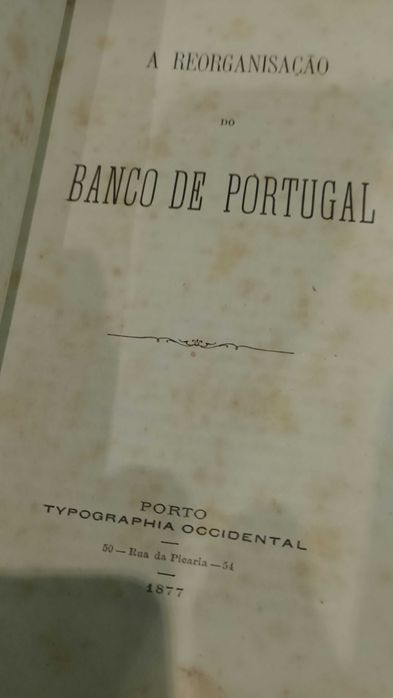 A REORGANISAÇÃO
DO
BANCO DE PORTUGAL
PORTO
TYPOGRAPHIA OCCIDENTAL
50 — Rua da Picaria — 54
1877